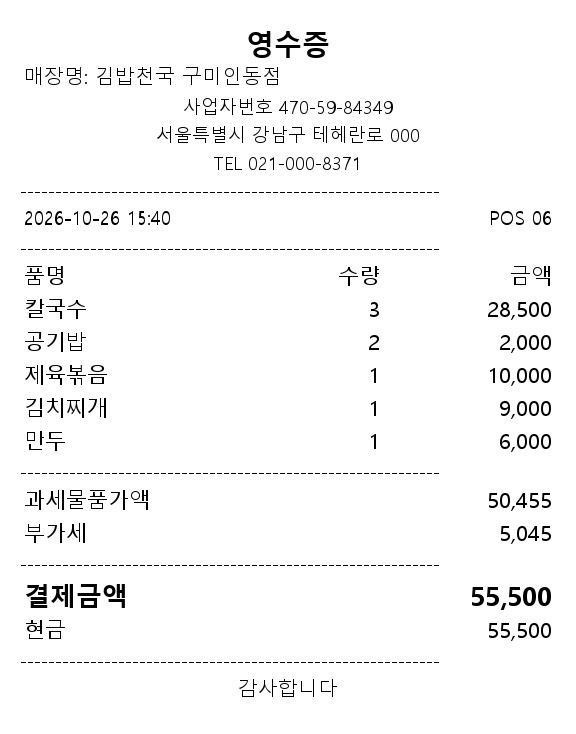 영수증
매장명: 김밥천국 구미인동점
사업자번호 470-59-84349
서울특별시 강남구 테헤란로 000
TEL 021-000-8371
2026-10-26 15:40 POS 06
품명 수량 금액
칼국수 3 28,500
공기밥 2 2,000
제육볶음 1 10,000
김치찌개 1 9,000
만두 1 6,000
과세물품가액 50,455
부가세 5,045
결제금액 55,500
현금 55,500
감사합니다